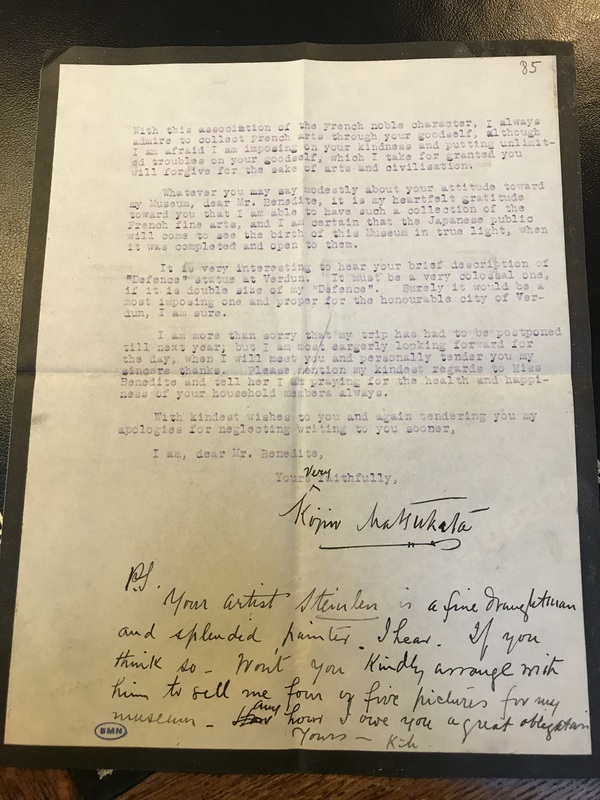 85
With this association of the French noble character, I always
admire to collect French arts through your goodself, although
I am afraid I am imposing on your kindness and putting unlimit-
ed troubles on your goodself, which I take for granted you
will forgive for the sake of arts and civilisation.
Whatever you may say modestly about your attitude toward
my Museum, dear Mr. Benedite, it is my heartfelt gratitude
toward you that I am able to have such a collection of the
French fine arts, and I am certain that the Japanese public
will come to see the birth of this Museum in true light, when
it was completed and open to them.
It is very interesting to hear your brief description of
"Defence" statue at Verdun. It must be a very colossal one,
if it is double size of my "Defence". Surely it would be a
most imposing one and proper for the honourable city of Ver-
dun, I am sure.
I am more than sorry that my trip has had to be postponed
till next year, but I am most eargerly looking forward for
the day, when I will meet you and personally tender you my
sincere thanks. Please mention my kindest regards to Miss
Benedite and tell her I am praying for the health and happi-
ness of your household members always.
With kindest wishes to you and again tendering you my
apologies for neglecting writing to you sooner,
I am, dear Mr. Benedite,
Very
Yours faithfully,
Kojiro Matsukata
P.S.
Your artist Steinlen is a fine draughtman
and splendid painter, I hear. If you
think so - Won't you kindly arrange with
him to sell me four or five pictures for my
any
museum - how I owe you a great obligation
Yours -
BMN